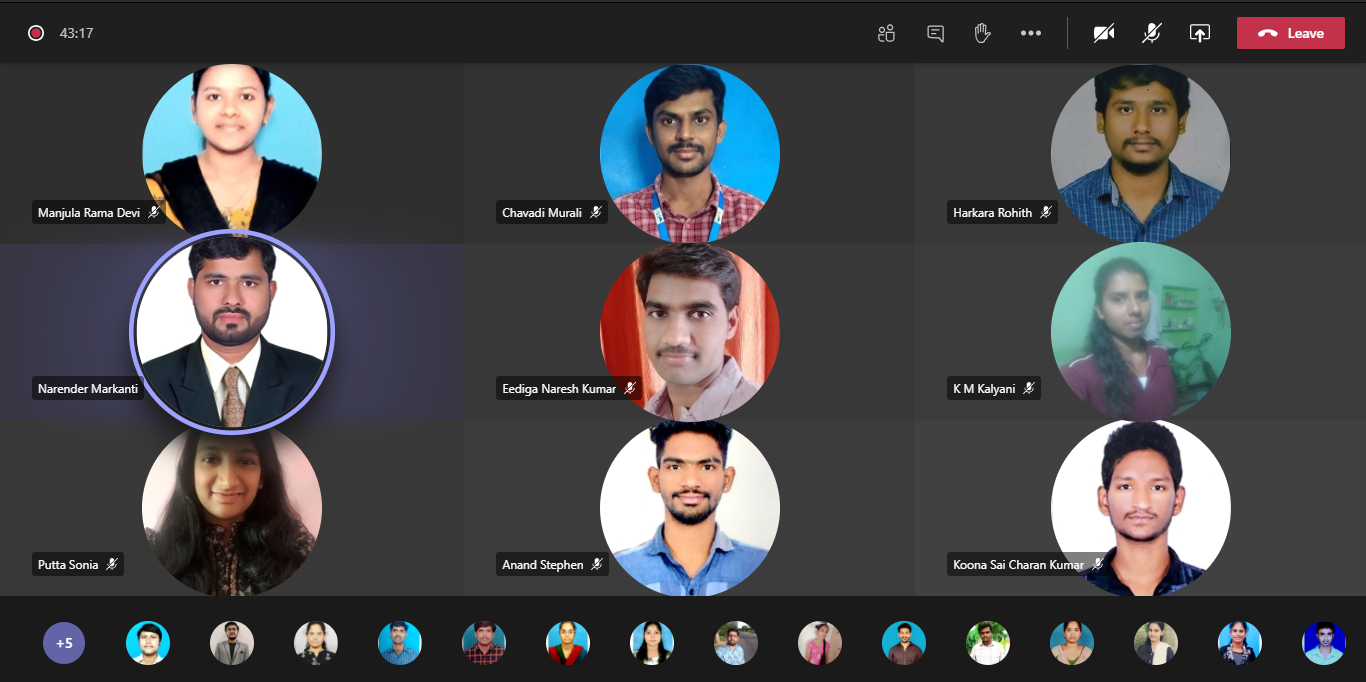 43:17
Leave
Manjula Rama Devi
Chavadi Murali
Harkara Rohith
Narender Markanti
Eediga Naresh Kumar
K M Kalyani
Putta Sonia
Anand Stephen
Koona Sai Charan Kumar
+5